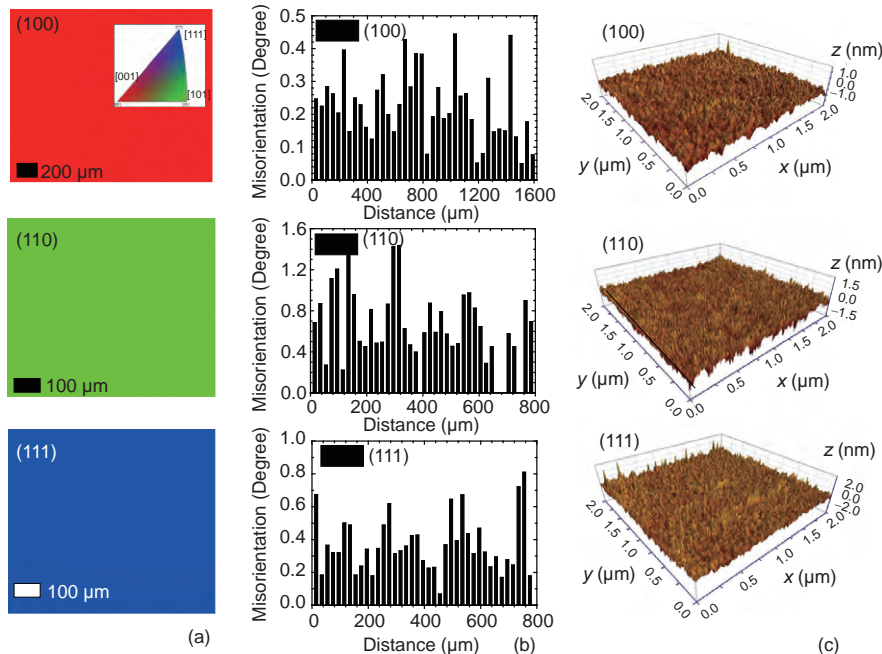 (100)
[111]
[001]
[101]
200 µm
(110)
100 µm
(111)
100 µm
(a)
Misorientation (Degree)
0.5
0.4
0.3
0.2
0.1
0.0
(100)
0 400 800 1200 1600
Distance (µm)
Misorientation (Degree)
1.6
1.2
0.8
0.4
0.0
(110)
0 200 400 600 800
Distance (µm)
Misorientation (Degree)
1.0
0.8
0.6
0.4
0.2
0.0
(111)
0 200 400 600 800
Distance (µm)
(b)
(100)
z (nm)
1.0
0.0
−1.0
2.0 1.5 1.0 0.5 0.0
y (µm)
0.0 0.5 1.0 1.5 2.0
x (µm)
(110)
z (nm)
1.5
0.0
−1.5
2.0 1.5 1.0 0.5 0.0
y (µm)
0.0 0.5 1.0 1.5 2.0
x (µm)
(111)
z (nm)
2.0
0.0
−2.0
2.0 1.5 1.0 0.5 0.0
y (µm)
0.0 0.5 1.0 1.5 2.0
x (µm)
(c)